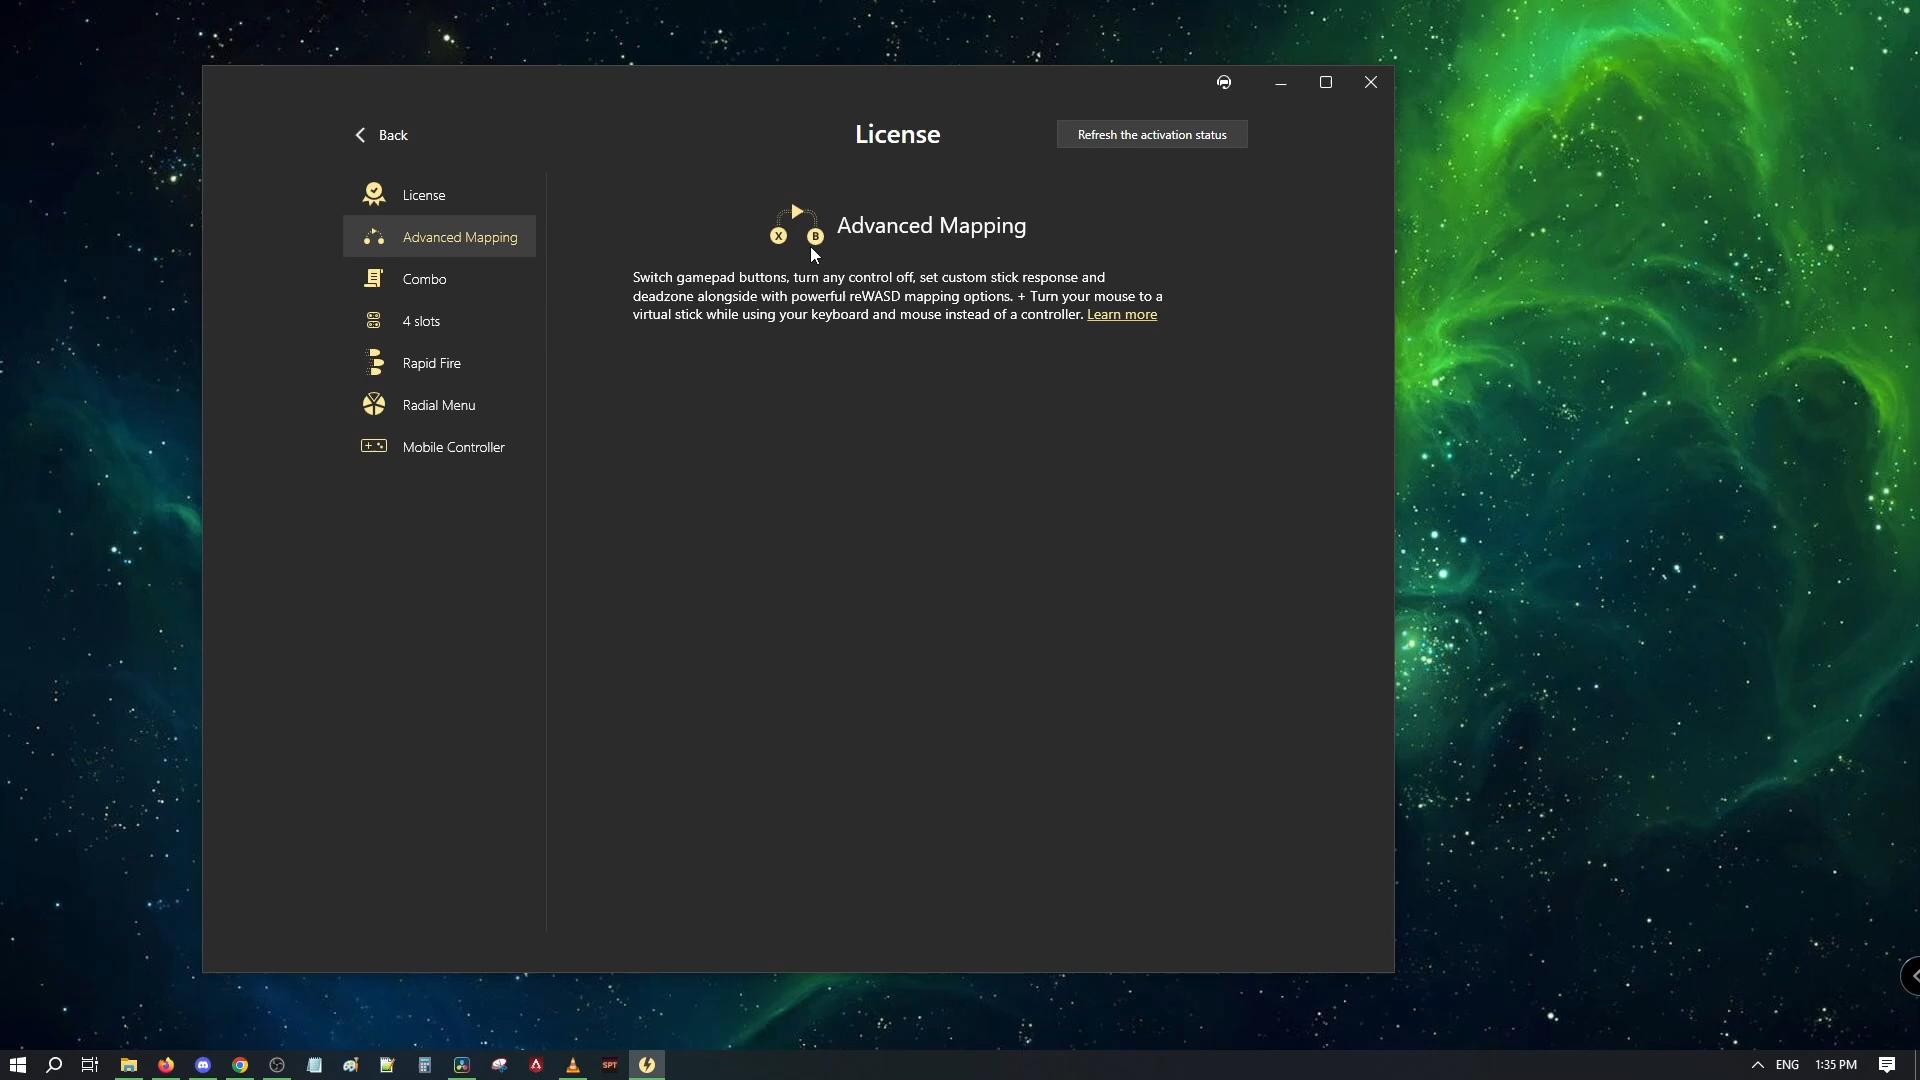 Back
License
Refresh the activation status
License
Advanced Mapping
Combo
4 slots
Rapid Fire
Radial Menu
Mobile Controller
X B
Advanced Mapping
Switch gamepad buttons, turn any control off, set custom stick response and
deadzone alongside with powerful reWASD mapping options. + Turn your mouse to a
virtual stick while using your keyboard and mouse instead of a controller. Learn more
SPT
ENG
1:35 PM